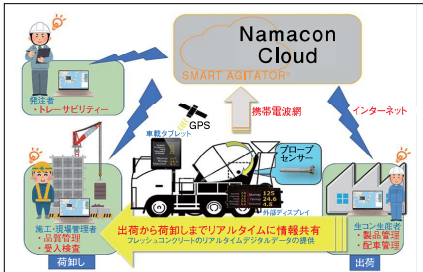 Namacon
Cloud
SMART AGITATOR®
発注者
・トレーサビリティー
車載タブレット
GPS
携帯電波網
インターネット
プローブ
センサー
125
24.6
4.5
外部ディスプレイ
出荷から荷卸しまでリアルタイムに情報共有
フレッシュコンクリートのリアルタイムデジタルデータの提供
施工・現場管理者
・品質管理
・受入検査
荷卸し
生コン生産者
・製品管理
・配車管理
出荷